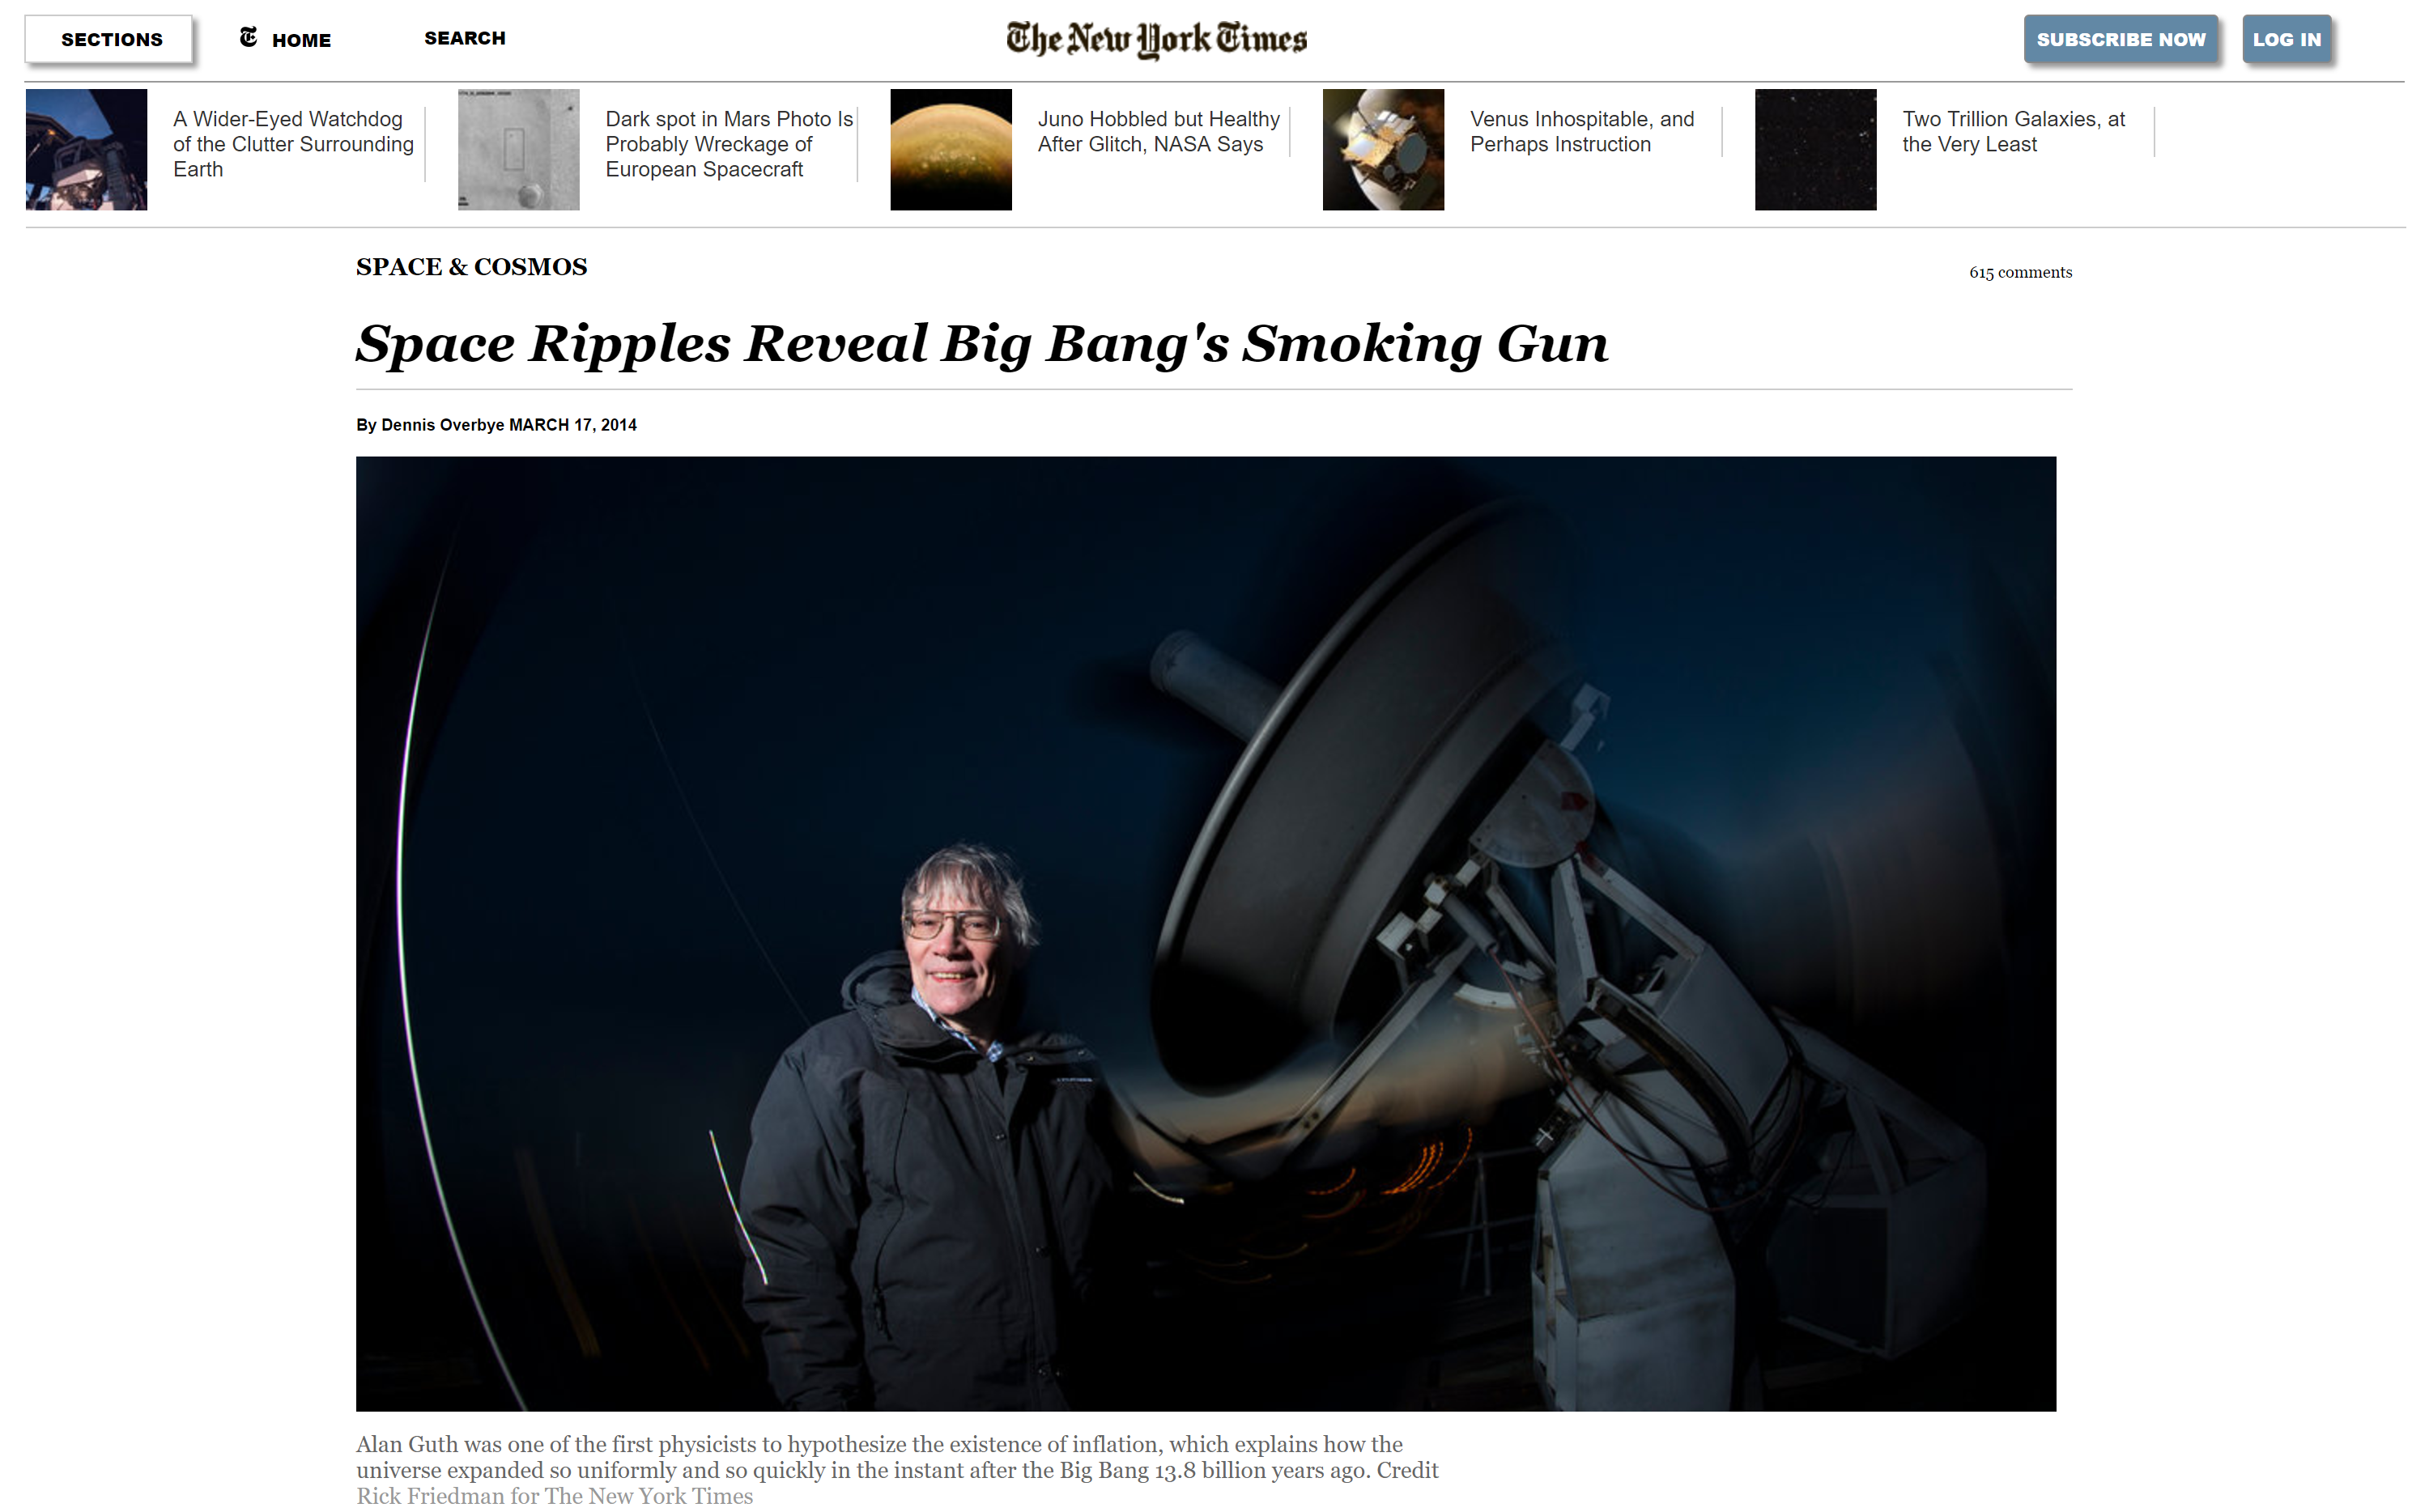 SECTIONS
HOME
SEARCH
The New York Times
SUBSCRIBE NOW
LOG IN
A Wider-Eyed Watchdog
of the Clutter Surrounding
Earth
Dark spot in Mars Photo Is
Probably Wreckage of
European Spacecraft
Juno Hobbled but Healthy
After Glitch, NASA Says
Venus Inhospitable, and
Perhaps Instruction
Two Trillion Galaxies, at
the Very Least
SPACE & COSMOS
615 comments
Space Ripples Reveal Big Bang's Smoking Gun
By Dennis Overbye MARCH 17, 2014
Alan Guth was one of the first physicists to hypothesize the existence of inflation, which explains how the
universe expanded so uniformly and so quickly in the instant after the Big Bang 13.8 billion years ago. Credit
Rick Friedman for The New York Times